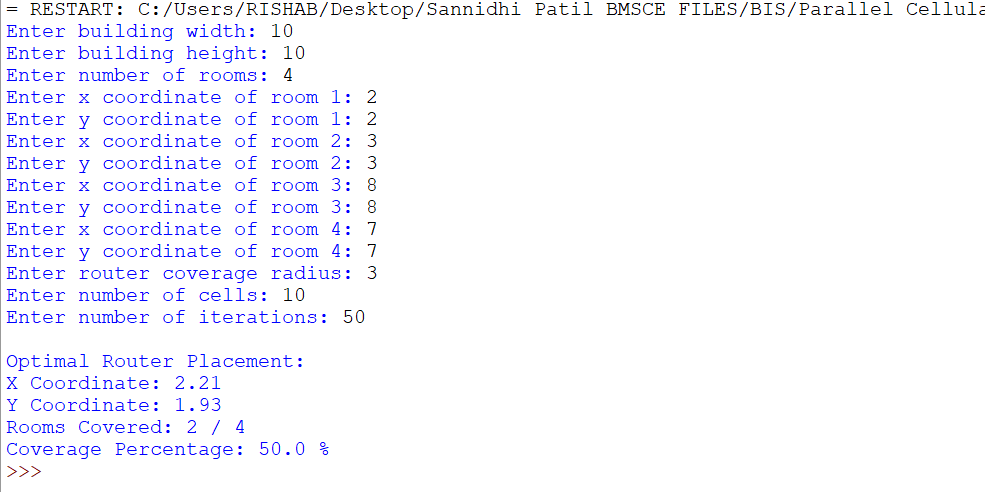 = RESTART: C:/Users/RISHAB/Desktop/Sannidhi Patil BMSCE FILES/BIS/Parallel Cellula
Enter building width: 10
Enter building height: 10
Enter number of rooms: 4
Enter x coordinate of room 1: 2
Enter y coordinate of room 1: 2
Enter x coordinate of room 2: 3
Enter y coordinate of room 2: 3
Enter x coordinate of room 3: 8
Enter y coordinate of room 3: 8
Enter x coordinate of room 4: 7
Enter y coordinate of room 4: 7
Enter router coverage radius: 3
Enter number of cells: 10
Enter number of iterations: 50
Optimal Router Placement:
X Coordinate: 2.21
Y Coordinate: 1.93
Rooms Covered: 2 / 4
Coverage Percentage: 50.0 %
>>>